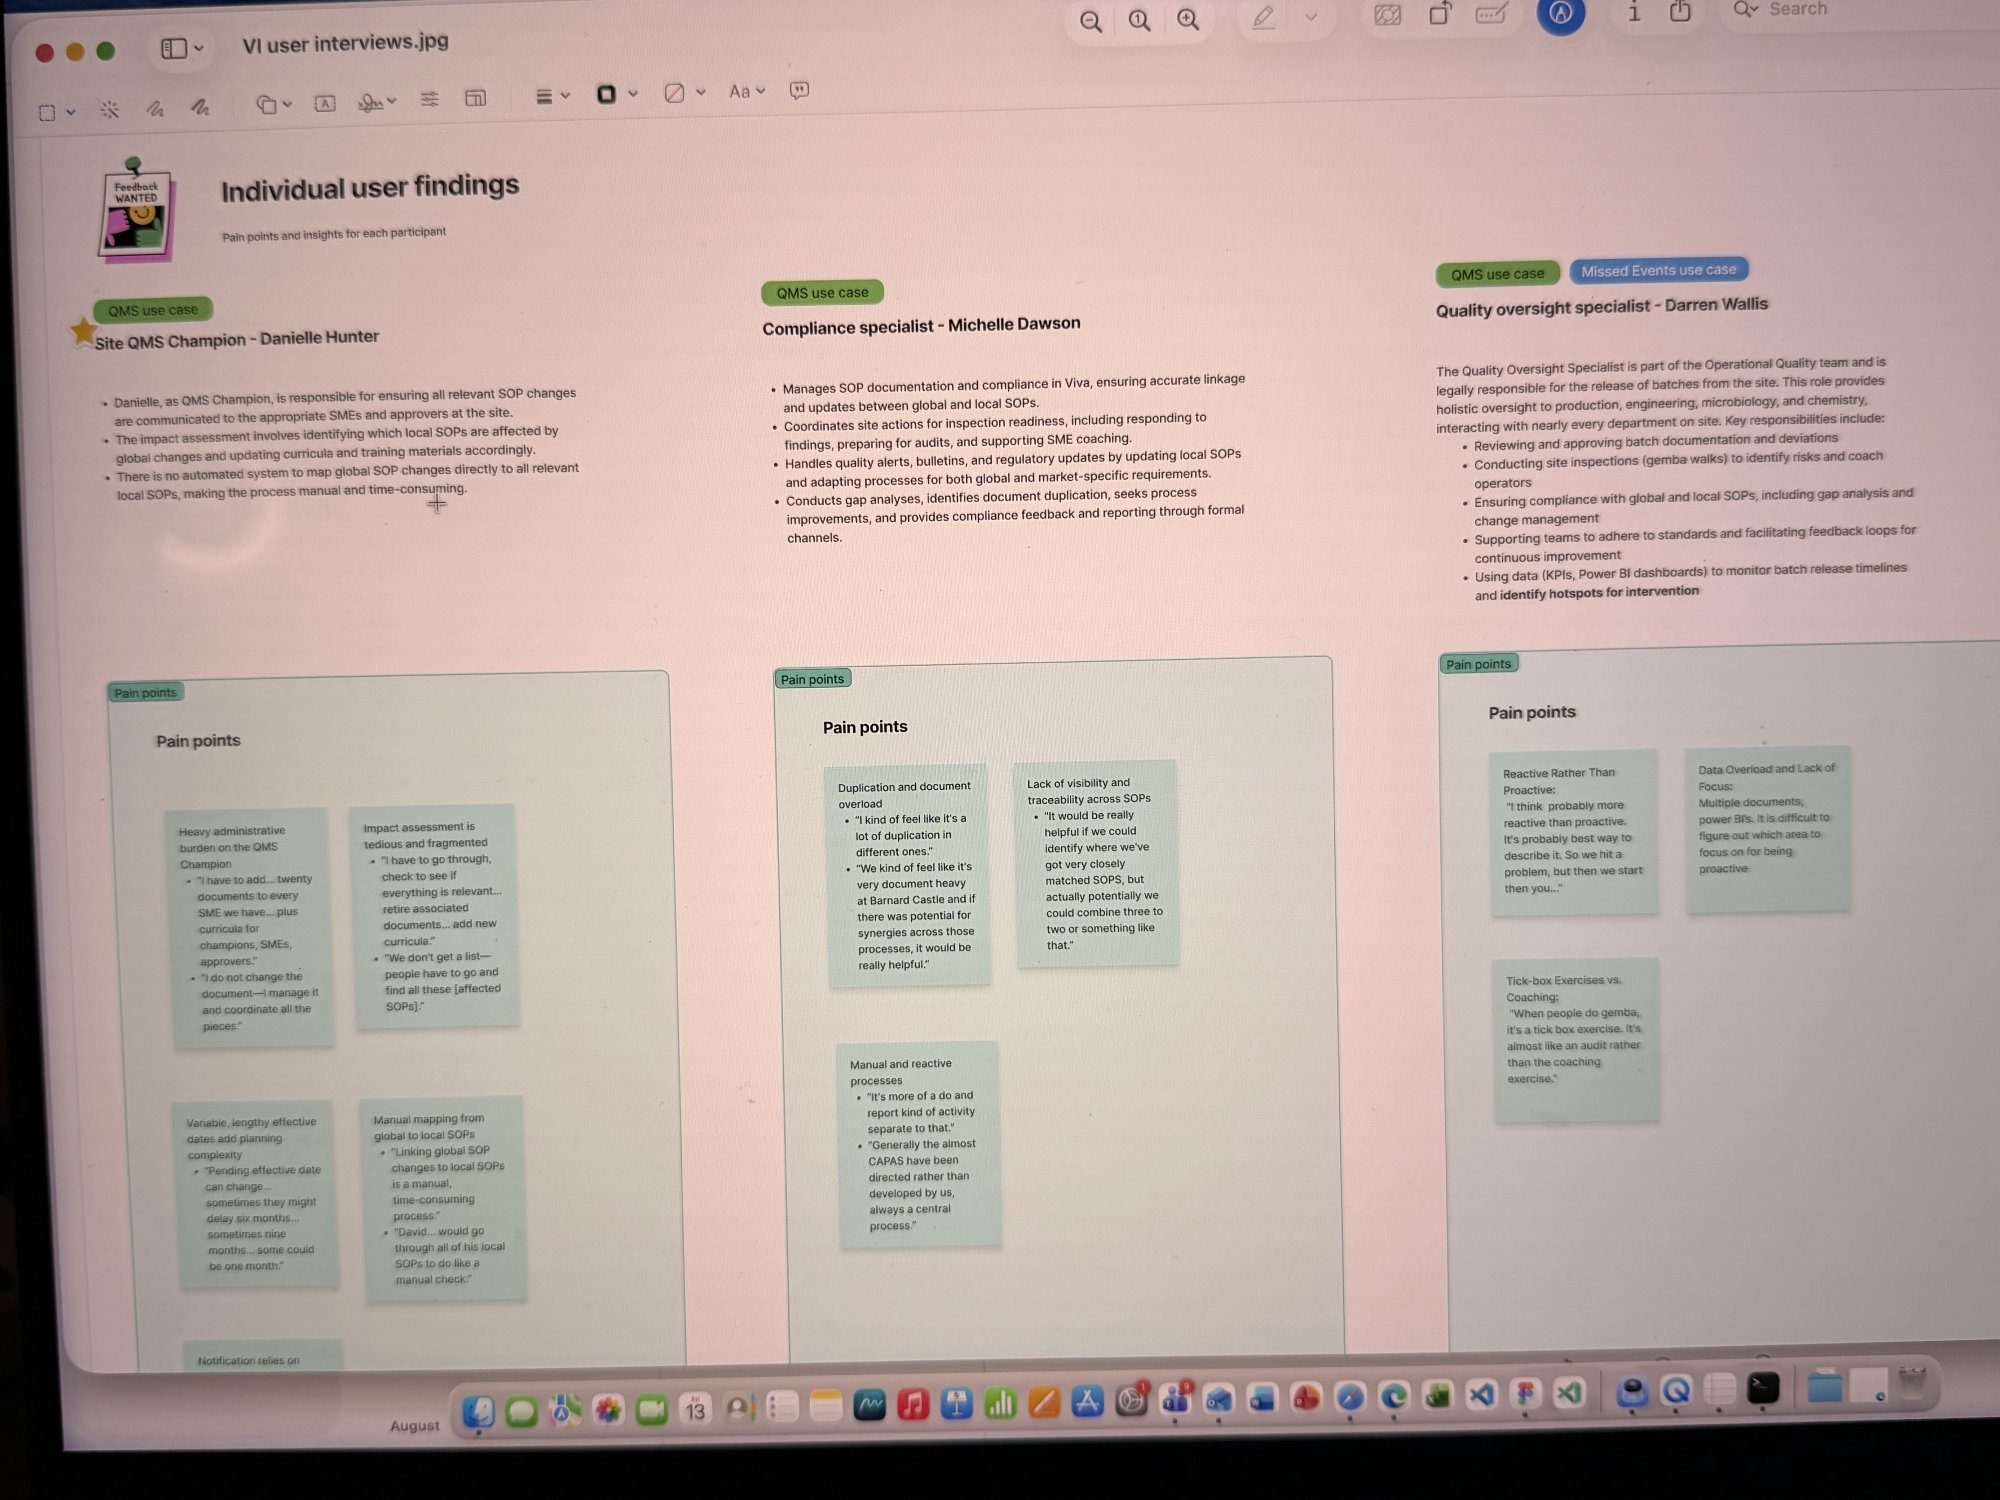 VI user interviews.jpg
Search
Aa
Feedback
WANTED
Individual user findings
Pain points and insights for each participant
QMS use case
Site QMS Champion - Danielle Hunter
• Danielle, as QMS Champion, is responsible for ensuring all relevant SOP changes
are communicated to the appropriate SMEs and approvers at the site.
• The impact assessment involves identifying which local SOPs are affected by
global changes and updating curricula and training materials accordingly.
• There is no automated system to map global SOP changes directly to all relevant
local SOPs, making the process manual and time-consuming.
Pain points
Pain points
Heavy administrative
burden on the QMS
Champion
• "I have to add... twenty
documents to every
SME we have... plus
curricula for
champions, SMEs,
approvers."
• "I do not change the
document—I manage it
and coordinate all the
pieces."
Impact assessment is
tedious and fragmented
• "I have to go through,
check to see if
everything is relevant...
retire associated
documents... add new
curricula."
• "We don't get a list—
people have to go and
find all these [affected
SOPs]."
Variable, lengthy effective
dates add planning
complexity
• "Pending effective date
can change...
sometimes they might
delay six months...
sometimes nine
months... some could
be one month."
Manual mapping from
global to local SOPs
• "Linking global SOP
changes to local SOPs
is a manual,
time-consuming
process."
• "David... would go
through all of his local
SOPs to do like a
manual check."
Notification relies on
QMS use case
Compliance specialist - Michelle Dawson
• Manages SOP documentation and compliance in Viva, ensuring accurate linkage
and updates between global and local SOPs.
• Coordinates site actions for inspection readiness, including responding to
findings, preparing for audits, and supporting SME coaching.
• Handles quality alerts, bulletins, and regulatory updates by updating local SOPs
and adapting processes for both global and market-specific requirements.
• Conducts gap analyses, identifies document duplication, seeks process
improvements, and provides compliance feedback and reporting through formal
channels.
Pain points
Pain points
Duplication and document
overload
• "I kind of feel like it's a
lot of duplication in
different ones."
• "We kind of feel like it's
very document heavy
at Barnard Castle and if
there was potential for
synergies across those
processes, it would be
really helpful."
Lack of visibility and
traceability across SOPs
• "It would be really
helpful if we could
identify where we've
got very closely
matched SOPS, but
actually potentially we
could combine three to
two or something like
that."
Manual and reactive
processes
• "It's more of a do and
report kind of activity
separate to that."
• "Generally the almost
CAPAS have been
directed rather than
developed by us,
always a central
process."
QMS use case
Missed Events use case
Quality oversight specialist - Darren Wallis
The Quality Oversight Specialist is part of the Operational Quality team and is
legally responsible for the release of batches from the site. This role provides
holistic oversight to production, engineering, microbiology, and chemistry,
interacting with nearly every department on site. Key responsibilities include:
• Reviewing and approving batch documentation and deviations
• Conducting site inspections (gemba walks) to identify risks and coach
operators
• Ensuring compliance with global and local SOPs, including gap analysis and
change management
• Supporting teams to adhere to standards and facilitating feedback loops for
continuous improvement
• Using data (KPIs, Power BI dashboards) to monitor batch release timelines
and identify hotspots for intervention
Pain points
Pain points
Reactive Rather Than
Proactive:
"I think probably more
reactive than proactive.
It's probably best way to
describe it. So we hit a
problem, but then we start
then you..."
Data Overload and Lack of
Focus:
Multiple documents,
power BI's. It is difficult to
figure out which area to
focus on for being
proactive
Tick-box Exercises vs.
Coaching:
"When people do gemba,
it's a tick box exercise. It's
almost like an audit rather
than the coaching
exercise."
August
13